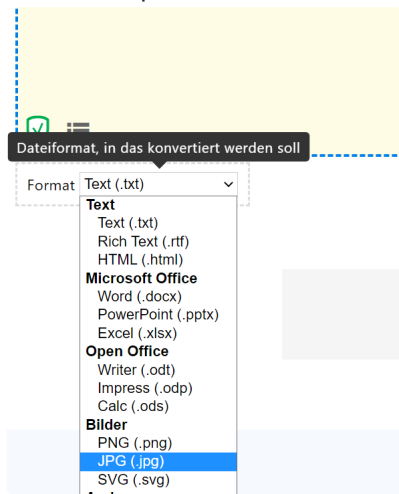 Dateiformat, in das konvertiert werden soll
Format Text (.txt)
Text
Text (.txt)
Rich Text (.rtf)
HTML (.html)
Microsoft Office
Word (.docx)
PowerPoint (.pptx)
Excel (.xlsx)
Open Office
Writer (.odt)
Impress (.odp)
Calc (.ods)
Bilder
PNG (.png)
JPG (.jpg)
SVG (.svg)